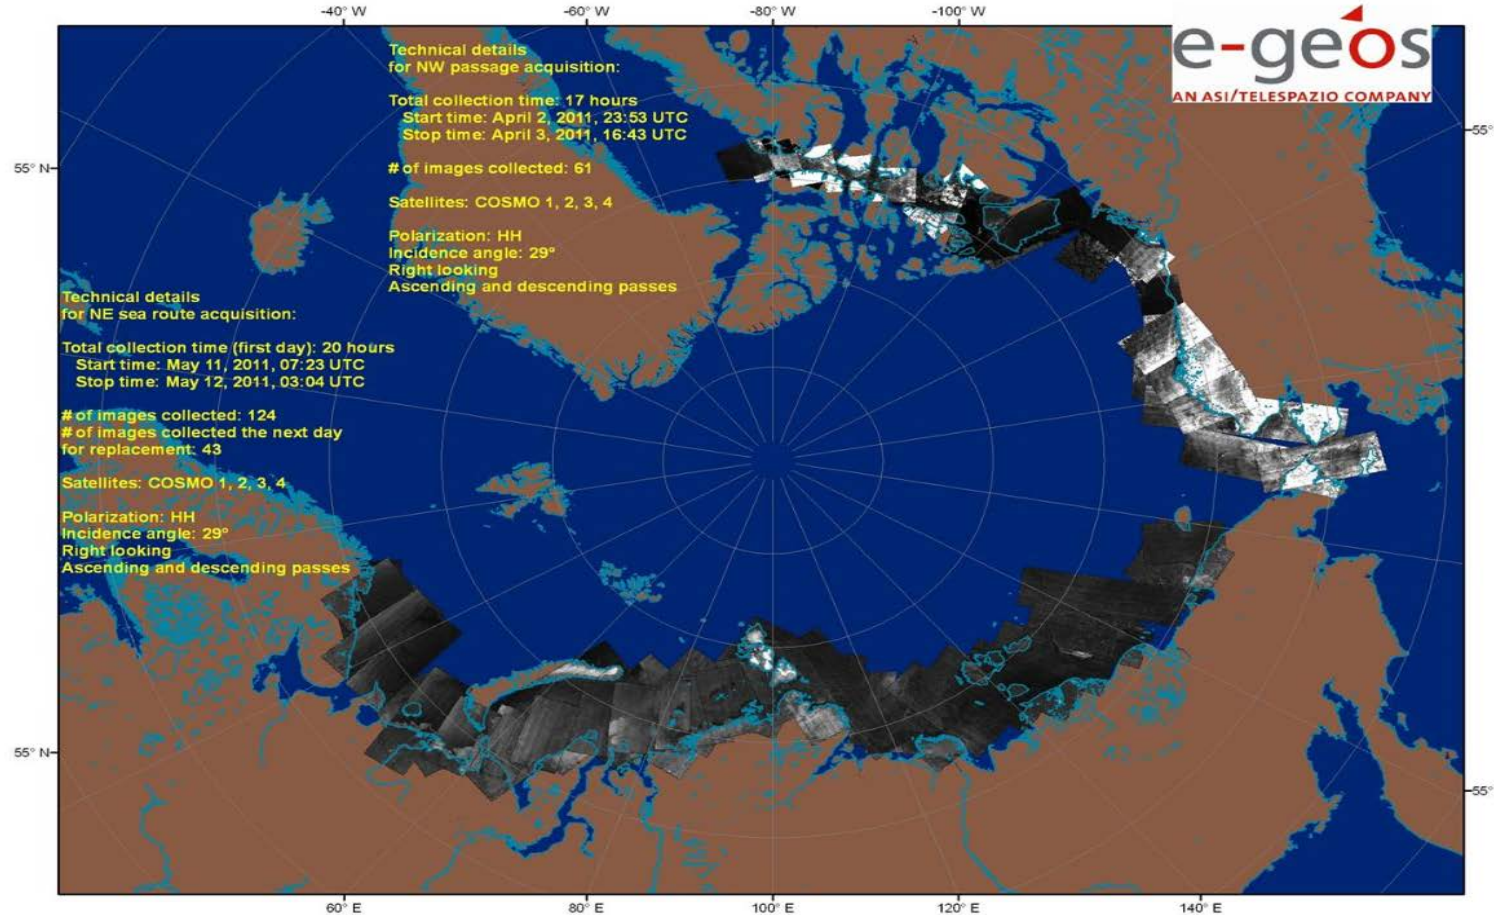 -40° W
-60° W
-80° W
-100° W
e-geos
AN ASI/TELESPAZIO COMPANY
Technical details
for NW passage acquisition:
Total collection time: 17 hours
Start time: April 2, 2011, 23:53 UTC
Stop time: April 3, 2011, 16:43 UTC
# of images collected: 61
Satellites: COSMO 1, 2, 3, 4
Polarization: HH
Incidence angle: 29°
Right looking
Ascending and descending passes
55° N
55°
Technical details
for NE sea route acquisition:
Total collection time (first day): 20 hours
Start time: May 11, 2011, 07:23 UTC
Stop time: May 12, 2011, 03:04 UTC
# of images collected: 124
# of images collected the next day
for replacement: 43
Satellites: COSMO 1, 2, 3, 4
Polarization: HH
Incidence angle: 29°
Right looking
Ascending and descending passes
55° N
55°
60° E
80° E
100° E
120° E
140° E